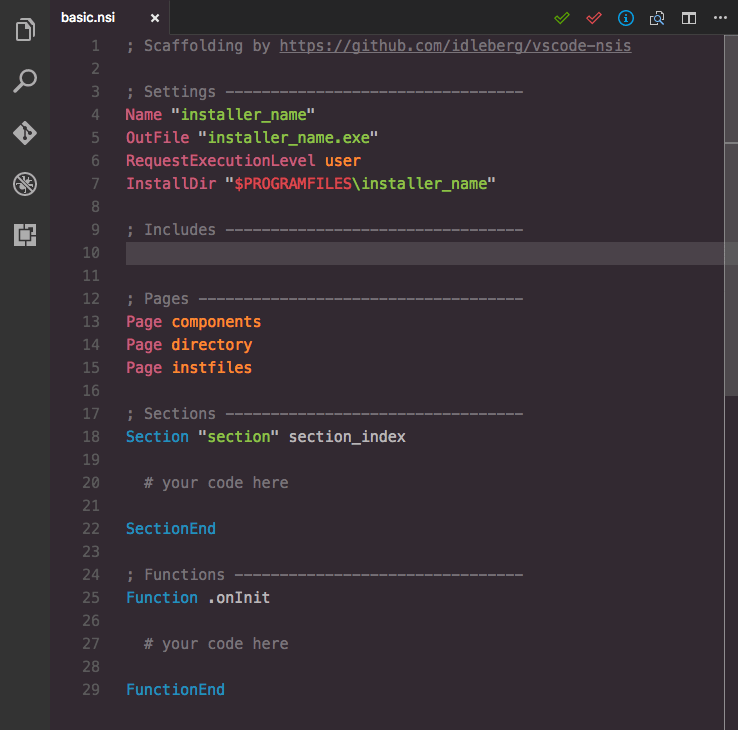 basic.nsi
1 ; Scaffolding by https://github.com/idleberg/vscode-nsis
2
3 ; Settings ---------------------------------
4 Name "installer_name"
5 OutFile "installer_name.exe"
6 RequestExecutionLevel user
7 InstallDir "$PROGRAMFILES\installer_name"
8
9 ; Includes ---------------------------------
10
11
12 ; Pages ------------------------------------
13 Page components
14 Page directory
15 Page instfiles
16
17 ; Sections ---------------------------------
18 Section "section" section_index
19
20   # your code here
21
22 SectionEnd
23
24 ; Functions --------------------------------
25 Function .onInit
26
27   # your code here
28
29 FunctionEnd